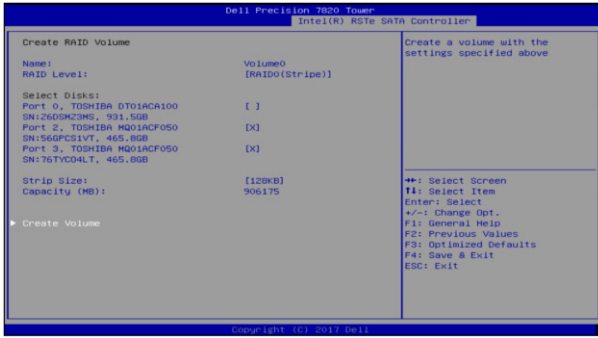 Dell Precision 7820 Tower
Intel(R) RSTe SATA Controller
Create RAID Volume
Name: Volume0
RAID Level: [RAID0(Stripe)]
Select Disks:
Port 0, TOSHIBA DT01ACA100 [ ]
SN:26DSMZ3MS, 931.5GB
Port 2, TOSHIBA MQ01ACF050 [X]
SN:56GPCS1VT, 465.8GB
Port 3, TOSHIBA MQ01ACF050 [X]
SN:76TYCO4LT, 465.8GB
Strip Size: [128KB]
Capacity (MB): 906175
► Create Volume
Create a volume with the
settings specified above
→←: Select Screen
↑↓: Select Item
Enter: Select
+/-: Change Opt.
F1: General Help
F2: Previous Values
F3: Optimized Defaults
F4: Save & Exit
ESC: Exit
Copyright (C) 2017 Dell